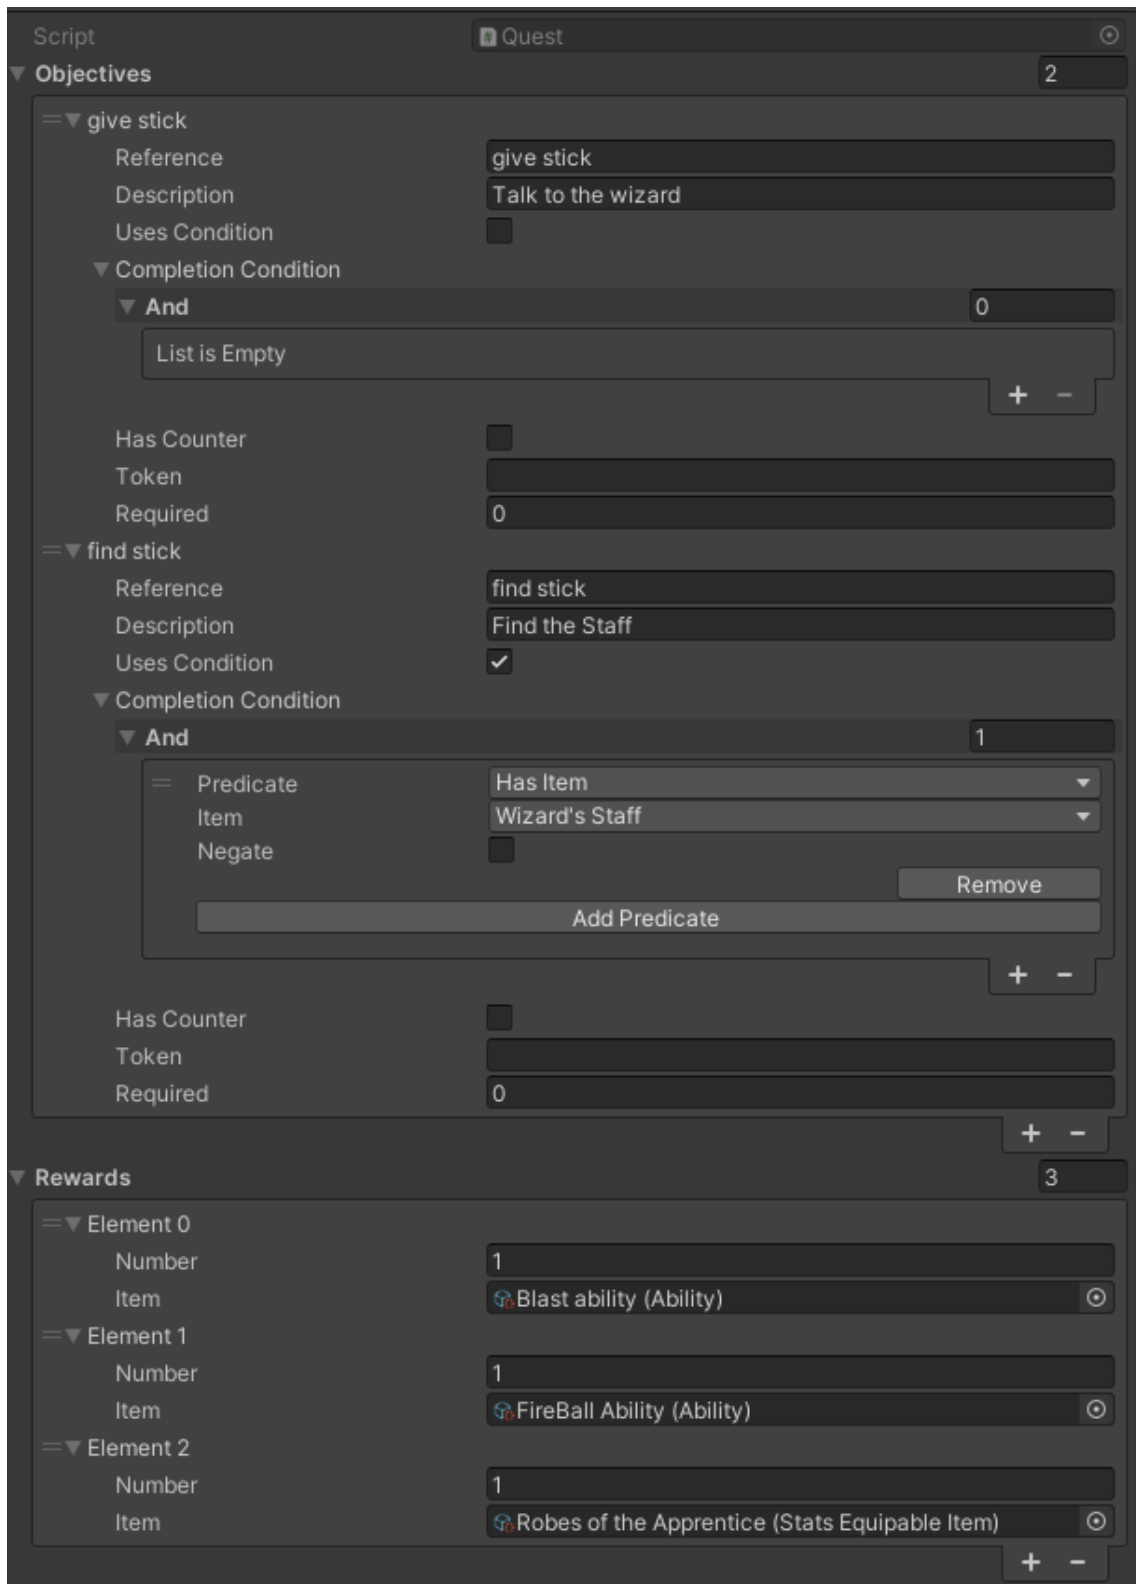 Script Quest
Objectives 2
give stick
Reference give stick
Description Talk to the wizard
Uses Condition
Completion Condition
And 0
List is Empty
+ -
Has Counter
Token
Required 0
find stick
Reference find stick
Description Find the Staff
Uses Condition
Completion Condition
And 1
Predicate Has Item
Item Wizard's Staff
Negate
Remove
Add Predicate
+ -
Has Counter
Token
Required 0
+ -
Rewards 3
Element 0
Number 1
Item Blast ability (Ability)
Element 1
Number 1
Item FireBall Ability (Ability)
Element 2
Number 1
Item Robes of the Apprentice (Stats Equipable Item)
+ -